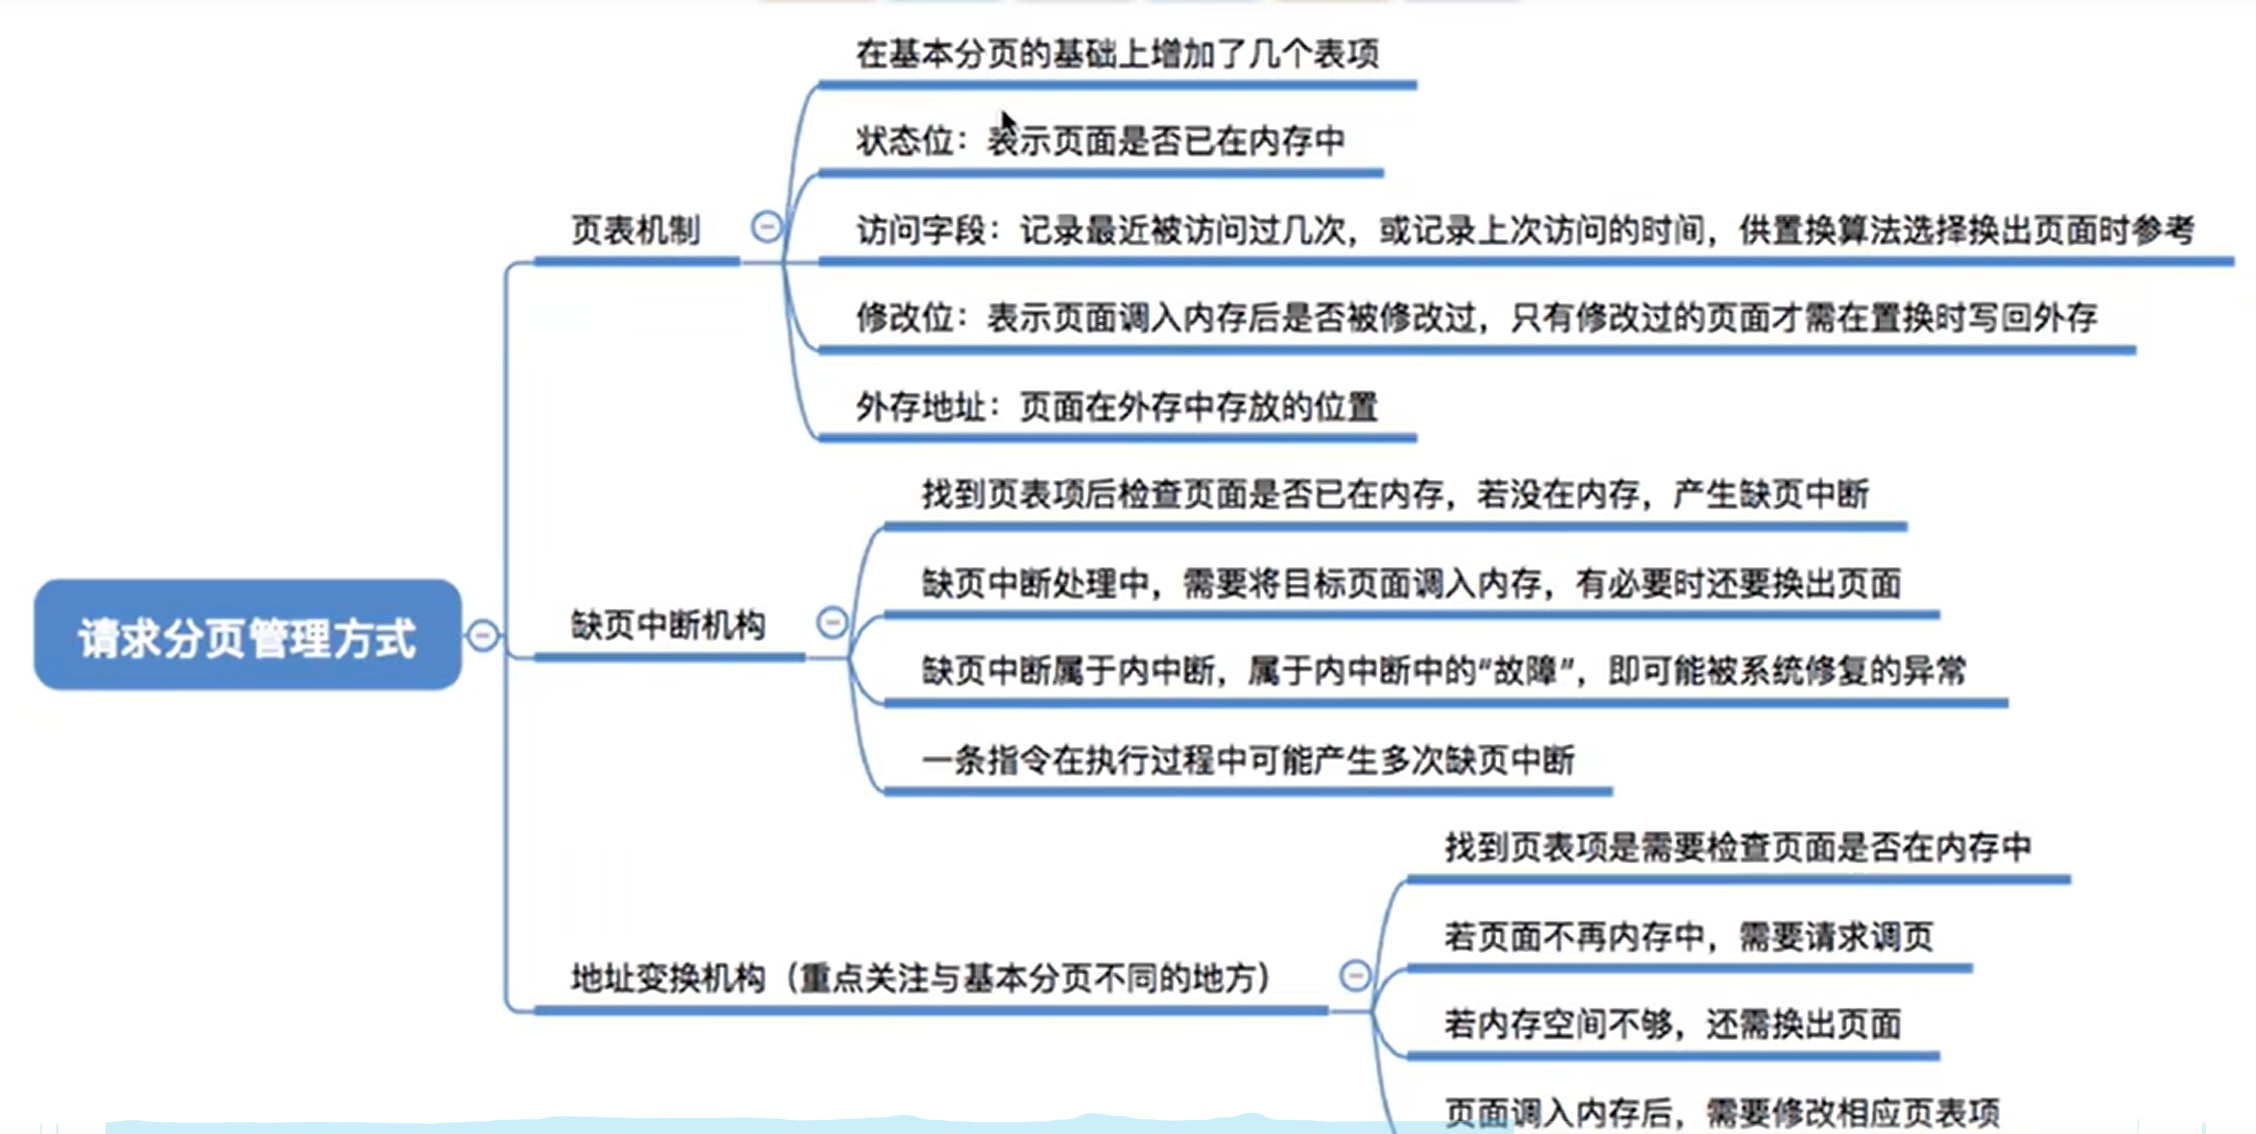 在基本分页的基础上增加了几个表项
状态位：表示页面是否已在内存中
页表机制
访问字段：记录最近被访问过几次，或记录上次访问的时间，供置换算法选择换出页面时参考
修改位：表示页面调入内存后是否被修改过，只有修改过的页面才需在置换时写回外存
外存地址：页面在外存中存放的位置
找到页表项后检查页面是否已在内存，若没在内存，产生缺页中断
缺页中断处理中，需要将目标页面调入内存，有必要时还要换出页面
请求分页管理方式
缺页中断机构
缺页中断属于内中断，属于内中断中的“故障”，即可能被系统修复的异常
一条指令在执行过程中可能产生多次缺页中断
找到页表项是需要检查页面是否在内存中
若页面不再内存中，需要请求调页
地址变换机构（重点关注与基本分页不同的地方）
若内存空间不够，还需换出页面
页面调入内存后，需要修改相应页表项